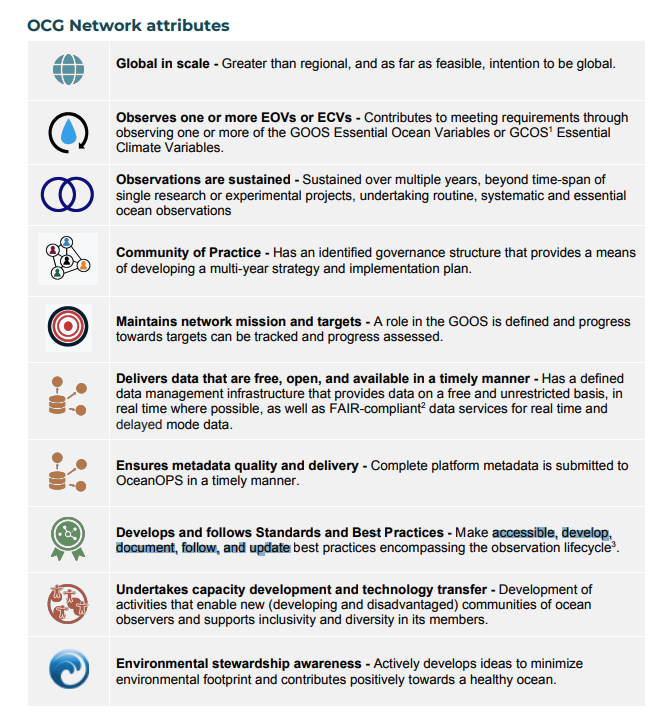 OCG Network attributes
Global in scale - Greater than regional, and as far as feasible, intention to be global.
Observes one or more EOVs or ECVs - Contributes to meeting requirements through
observing one or more of the GOOS Essential Ocean Variables or GCOS¹ Essential
Climate Variables.
Observations are sustained - Sustained over multiple years, beyond time-span of
single research or experimental projects, undertaking routine, systematic and essential
ocean observations
Community of Practice - Has an identified governance structure that provides a means
of developing a multi-year strategy and implementation plan.
Maintains network mission and targets - A role in the GOOS is defined and progress
towards targets can be tracked and progress assessed.
Delivers data that are free, open, and available in a timely manner - Has a defined
data management infrastructure that provides data on a free and unrestricted basis, in
real time where possible, as well as FAIR-compliant² data services for real time and
delayed mode data.
Ensures metadata quality and delivery - Complete platform metadata is submitted to
OceanOPS in a timely manner.
Develops and follows Standards and Best Practices - Make accessible, develop,
document, follow, and update best practices encompassing the observation lifecycle³.
Undertakes capacity development and technology transfer - Development of
activities that enable new (developing and disadvantaged) communities of ocean
observers and supports inclusivity and diversity in its members.
Environmental stewardship awareness - Actively develops ideas to minimize
environmental footprint and contributes positively towards a healthy ocean.